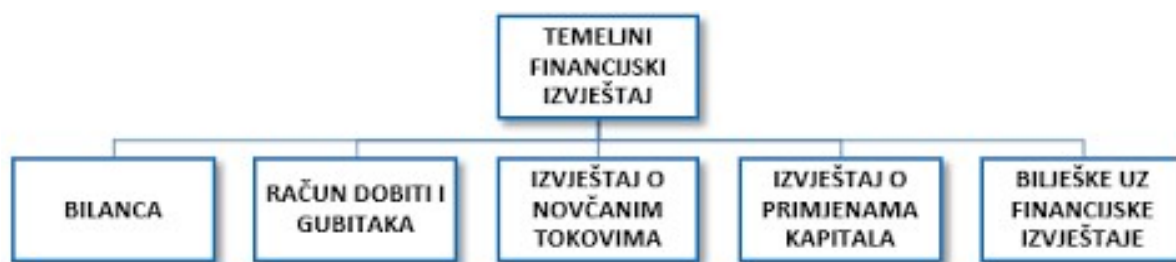 TEMELJNI
FINANCIJSKI
IZVJEŠTAJ
BILANCA
RAČUN DOBITI I
GUBITAKA
IZVJEŠTAJ O
NOVČANIM
TOKOVIMA
IZVJEŠTAJ O
PRIMJENAMA
KAPITALA
BILJEŠKE UZ
FINANCIJSKE
IZVJEŠTAJE